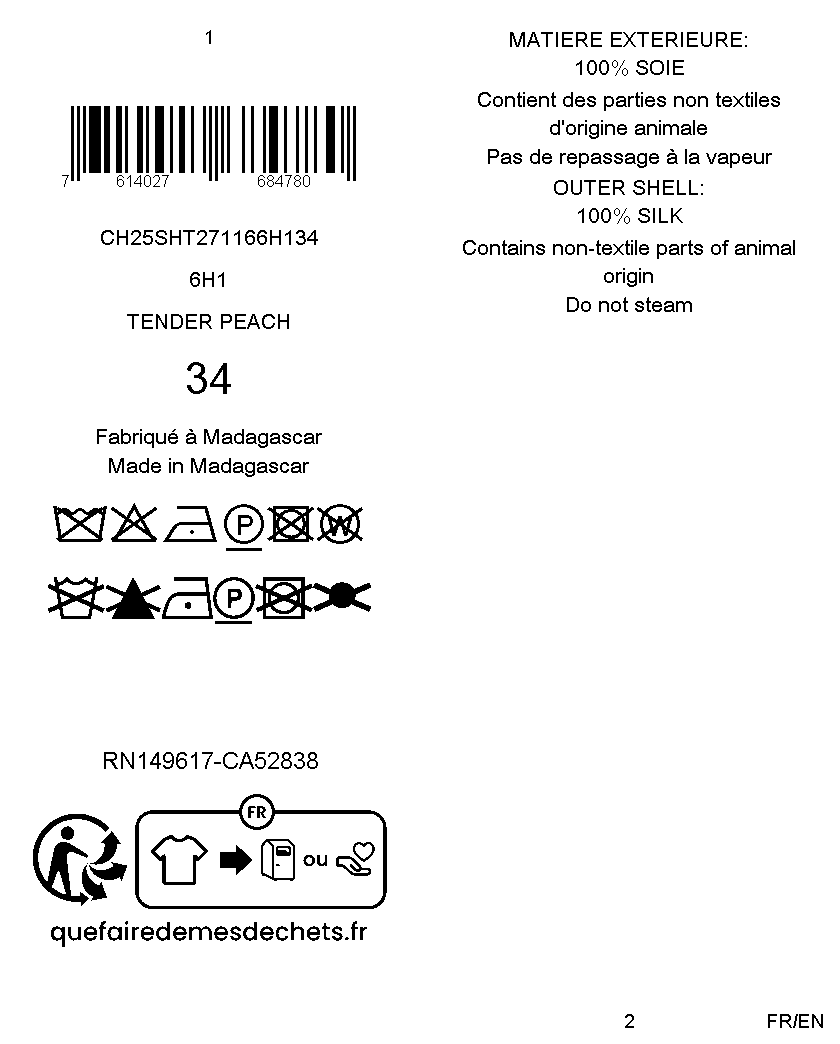 1
7 614027 684780
CH25SHT271166H134
6H1
TENDER PEACH
34
Fabriqué à Madagascar
Made in Madagascar
P W
P
RN149617-CA52838
FR
ou
quefairedemesdechets.fr
MATIERE EXTERIEURE:
100% SOIE
Contient des parties non textiles
d'origine animale
Pas de repassage à la vapeur
OUTER SHELL:
100% SILK
Contains non-textile parts of animal
origin
Do not steam
2
FR/EN